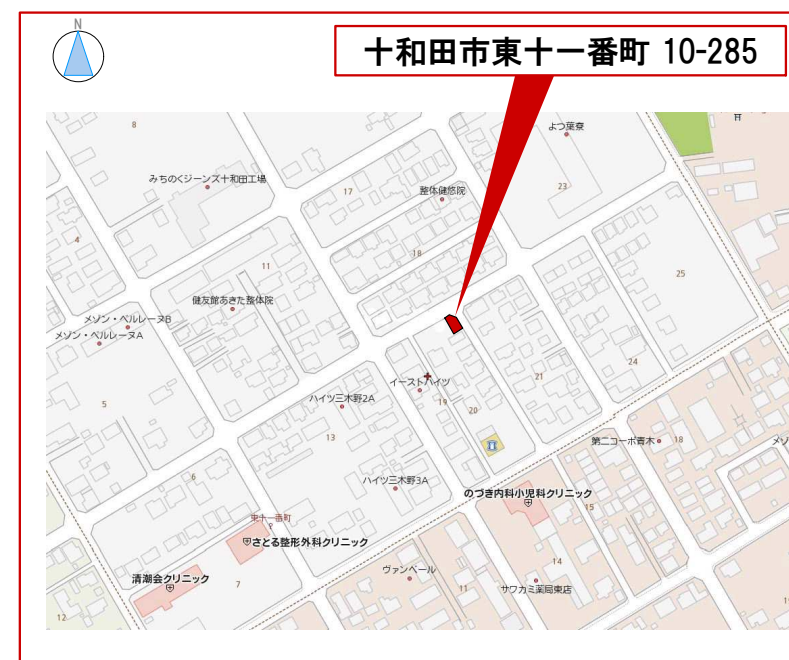 N
十和田市東十一番町 10-285
8
よつ葉寮
みちのくジーンズ十和田工場
17
整体健悠院
23
4
18
11
25
健友館あきた整体院
メゾン・ベルレーヌB
メゾン・ベルレーヌA
24
イーストハイツ
21
5
ハイツ三木野2A
19
20
13
第二コーポ青木
18
メゾ
6
ハイツ三木野3A
のづき内科小児科クリニック
15
東十一番町
さとる整形外科クリニック
清潮会クリニック
7
ヴァンベール
14
11
サワカミ薬局東店
12